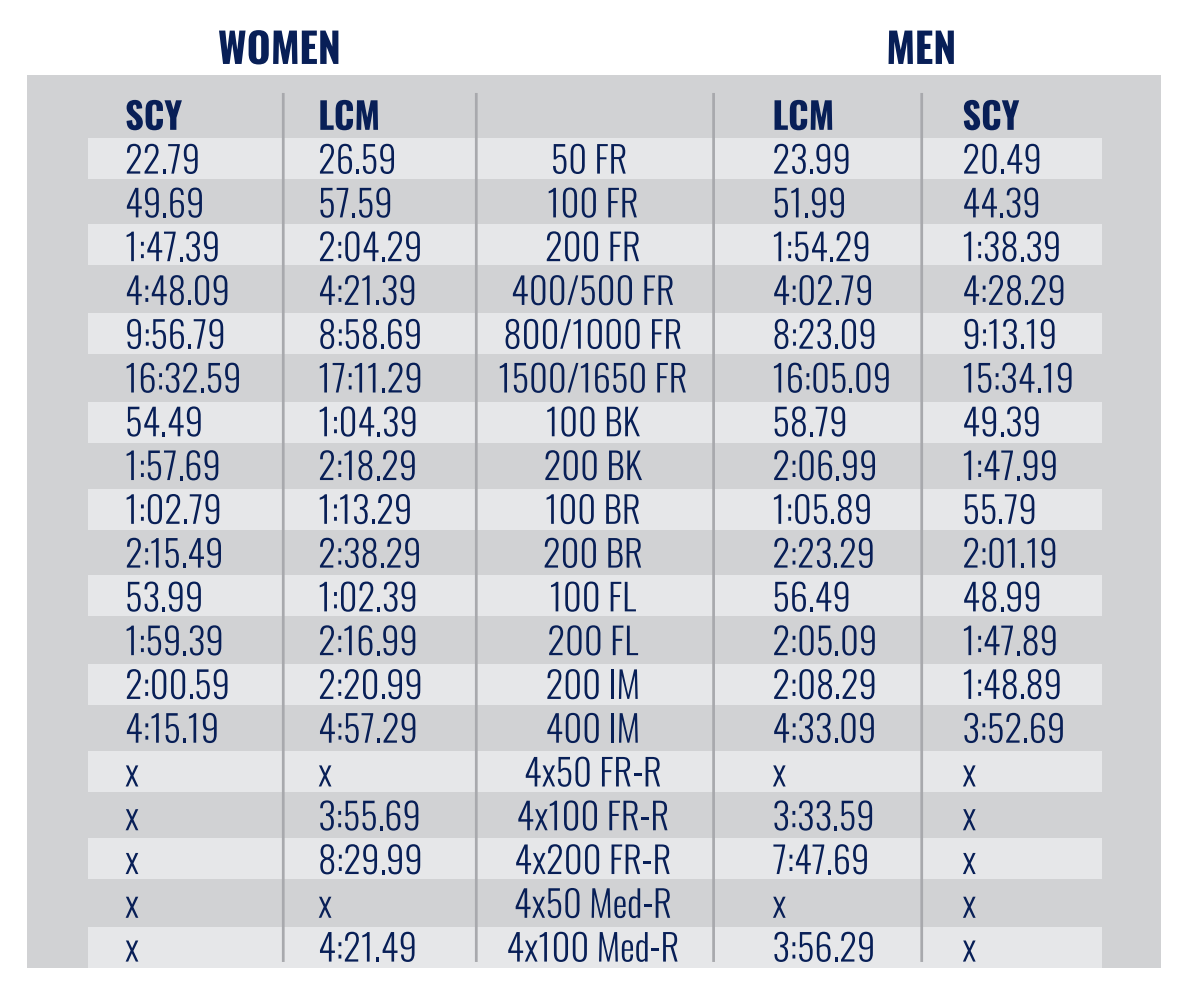 WOMEN MEN
SCY LCM LCM SCY
22.79 26.59 50 FR 23.99 20.49
49.69 57.59 100 FR 51.99 44.39
1:47.39 2:04.29 200 FR 1:54.29 1:38.39
4:48.09 4:21.39 400/500 FR 4:02.79 4:28.29
9:56.79 8:58.69 800/1000 FR 8:23.09 9:13.19
16:32.59 17:11.29 1500/1650 FR 16:05.09 15:34.19
54.49 1:04.39 100 BK 58.79 49.39
1:57.69 2:18.29 200 BK 2:06.99 1:47.99
1:02.79 1:13.29 100 BR 1:05.89 55.79
2:15.49 2:38.29 200 BR 2:23.29 2:01.19
53.99 1:02.39 100 FL 56.49 48.99
1:59.39 2:16.99 200 FL 2:05.09 1:47.89
2:00.59 2:20.99 200 IM 2:08.29 1:48.89
4:15.19 4:57.29 400 IM 4:33.09 3:52.69
x x 4x50 FR-R x x
x 3:55.69 4x100 FR-R 3:33.59 x
x 8:29.99 4x200 FR-R 7:47.69 x
x x 4x50 Med-R x x
x 4:21.49 4x100 Med-R 3:56.29 x